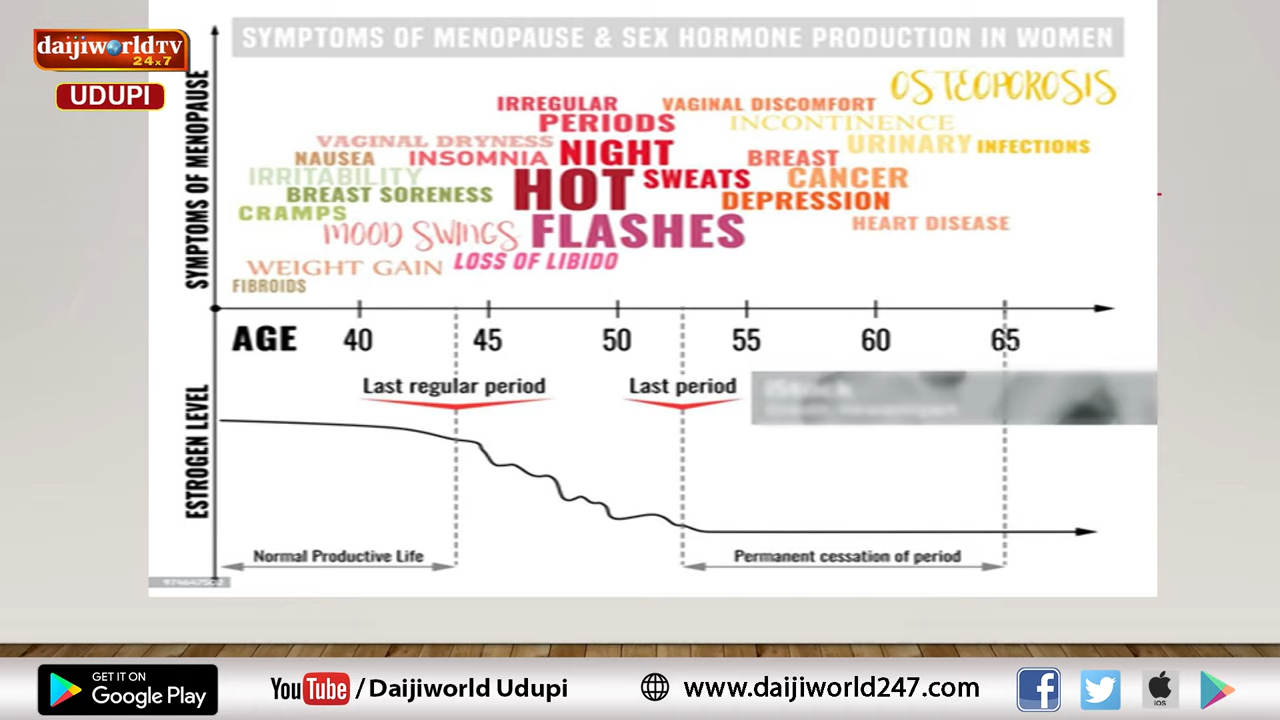 daijiworldTV
24x7
UDUPI
SYMPTOMS OF MENOPAUSE & SEX HORMONE PRODUCTION IN WOMEN
SYMPTOMS OF MENOPAUSE
OSTEOPOROSIS
IRREGULAR
PERIODS
VAGINAL DISCOMFORT
INCONTINENCE
VAGINAL DRYNESS
URINARY INFECTIONS
NAUSEA
INSOMNIA
NIGHT
SWEATS
BREAST
CANCER
IRRITABILITY
BREAST SORENESS
HOT
FLASHES
DEPRESSION
CRAMPS
MOOD SWINGS
HEART DISEASE
WEIGHT GAIN
LOSS OF LIBIDO
FIBROIDS
AGE 40 45 50 55 60 65
Last regular period
Last period
iStock
ESTROGEN LEVEL
Normal Productive Life
Permanent cessation of period
974647502
GET IT ON
Google Play
YouTube / Daijiworld Udupi
www.daijiworld247.com
iOS